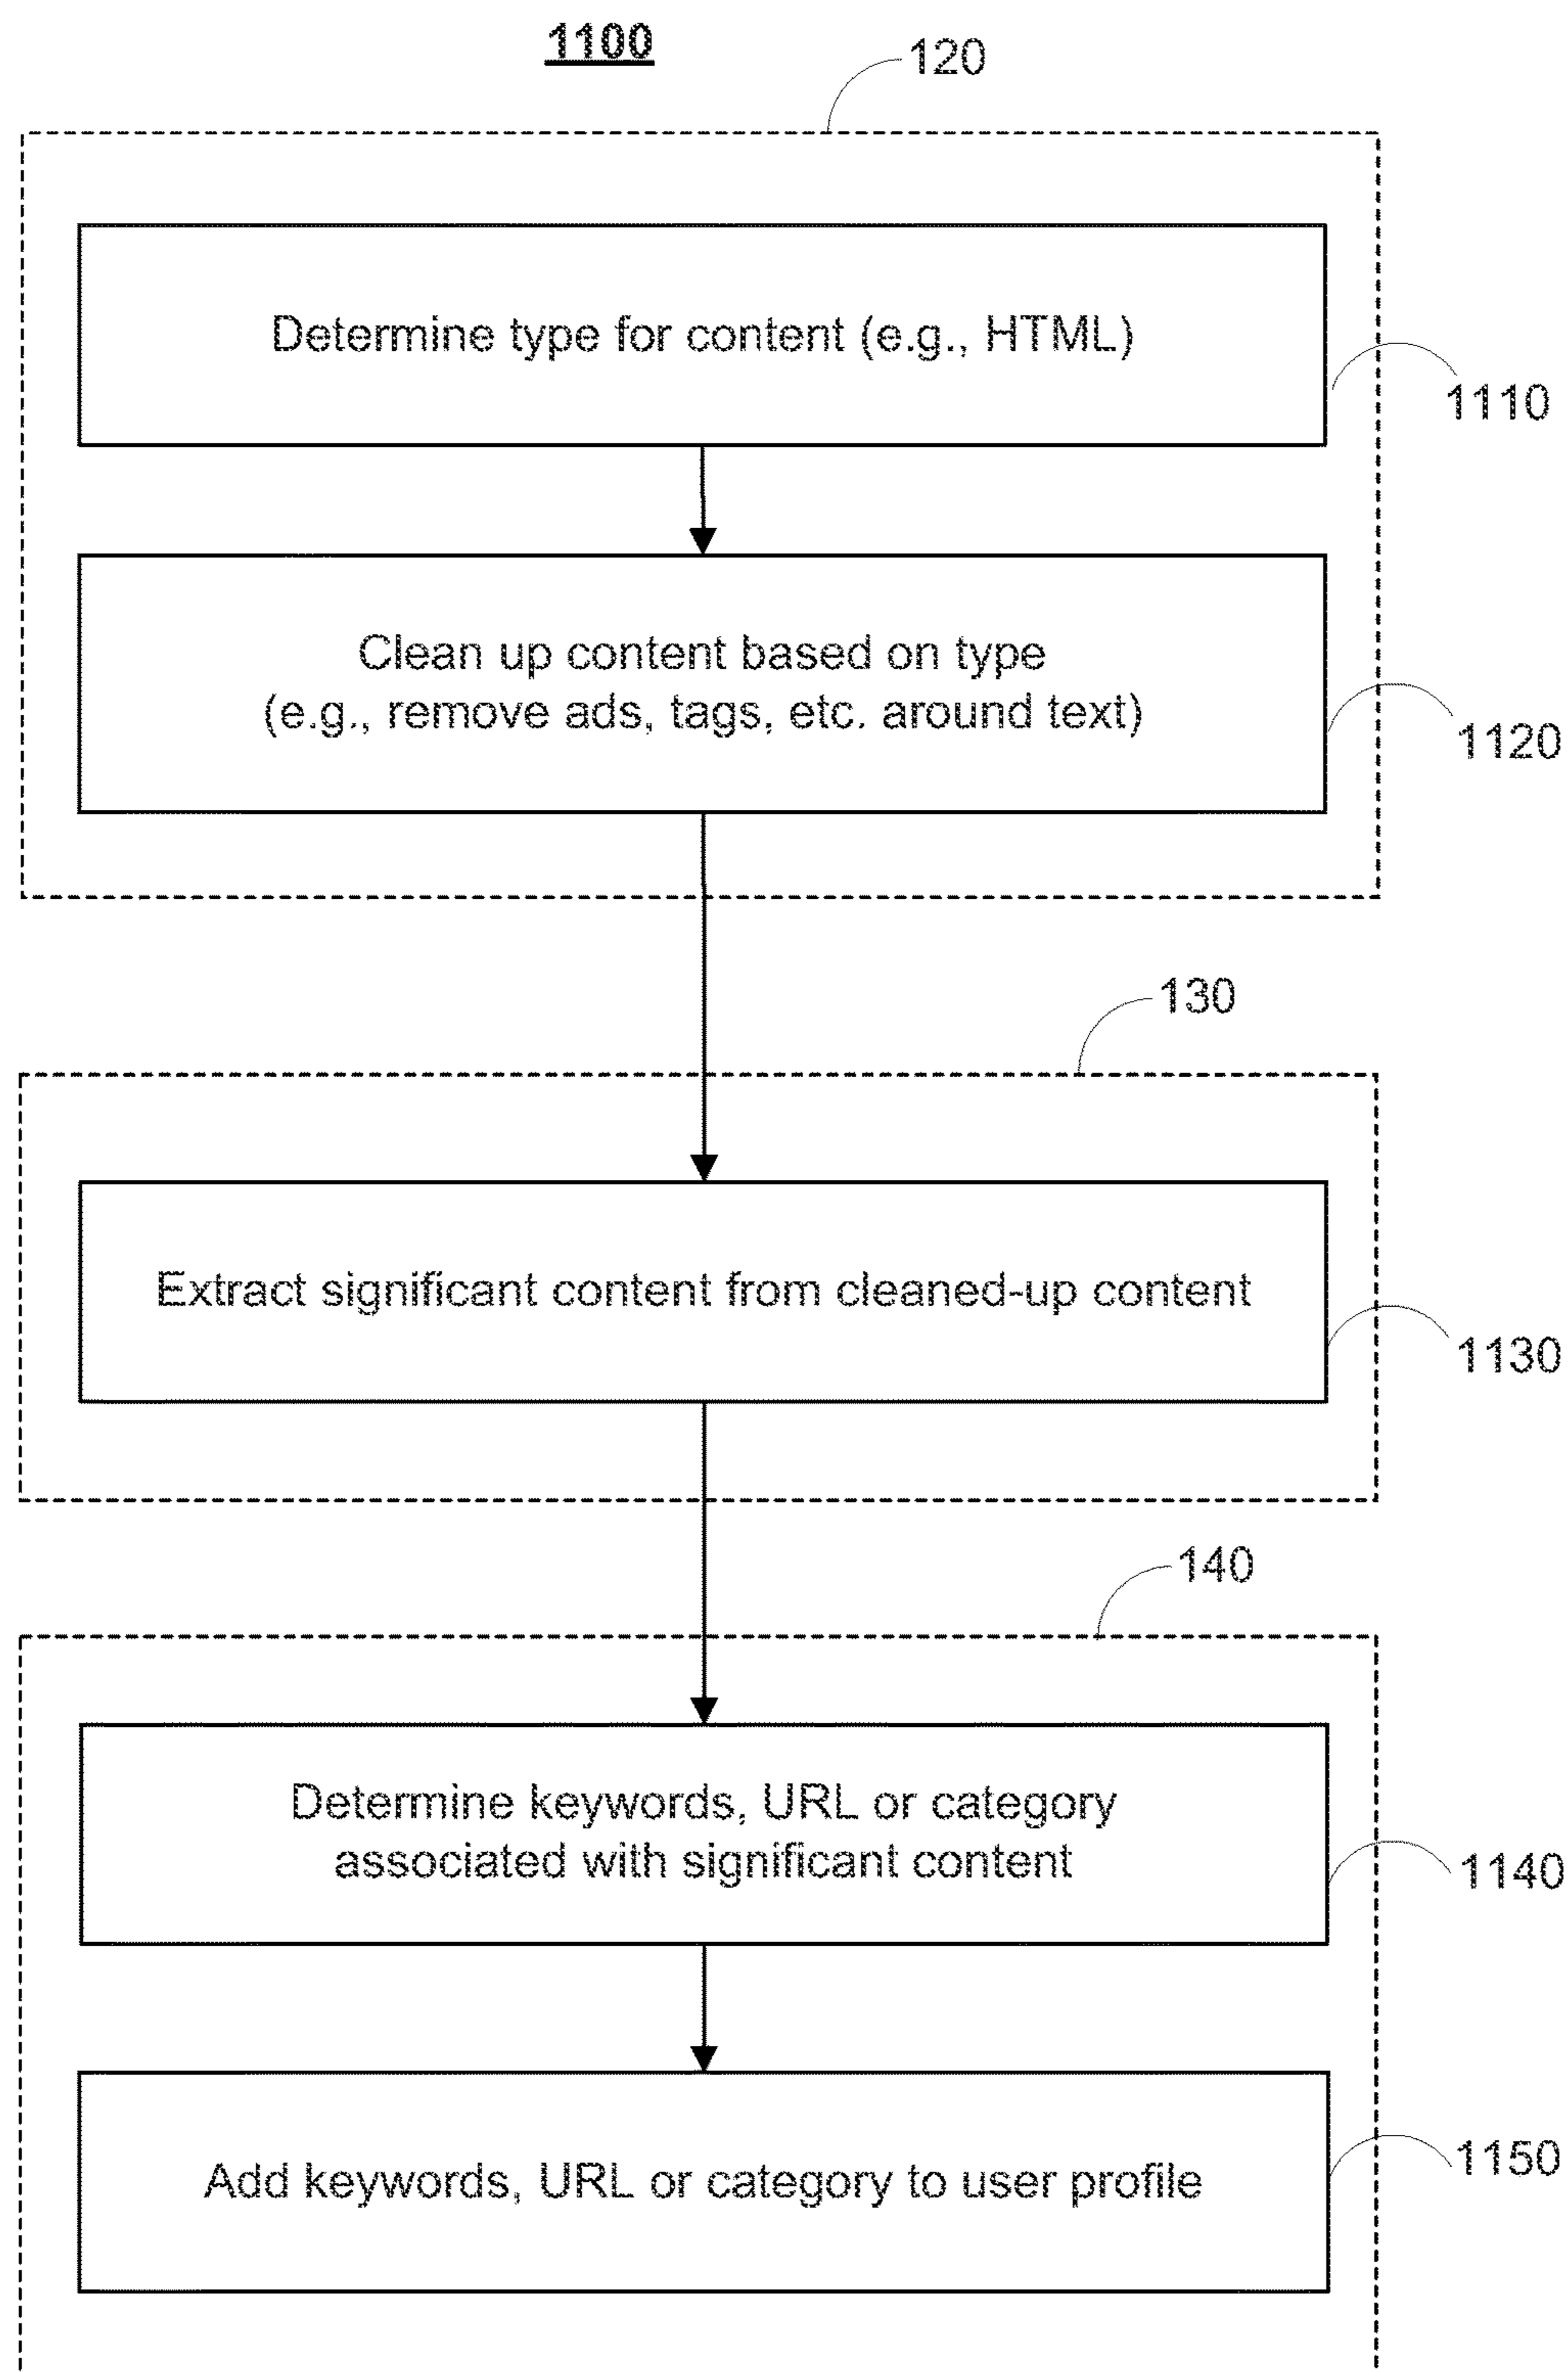 1100
120
Determine type for content (e.g., HTML)
1110
Clean up content based on type
(e.g., remove ads, tags, etc. around text)
1120
130
Extract significant content from cleaned-up content
1130
140
Determine keywords, URL or category
associated with significant content
1140
Add keywords, URL or category to user profile
1150